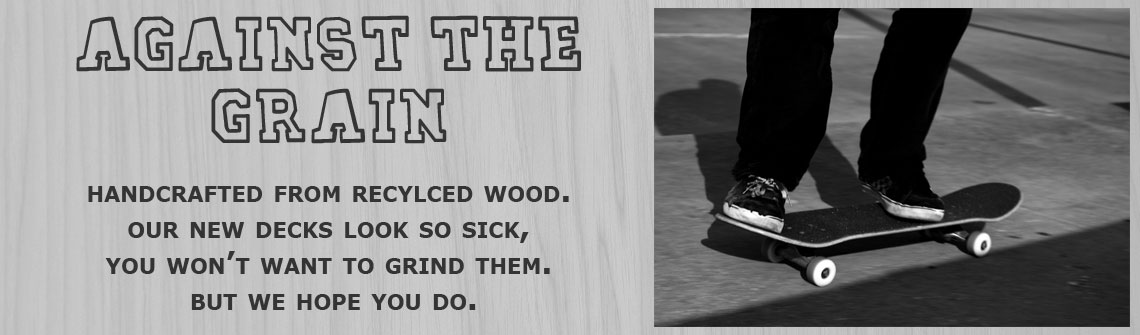 AGAINST THE
GRAIN
HANDCRAFTED FROM RECYLCED WOOD.
OUR NEW DECKS LOOK SO SICK,
YOU WON'T WANT TO GRIND THEM.
BUT WE HOPE YOU DO.